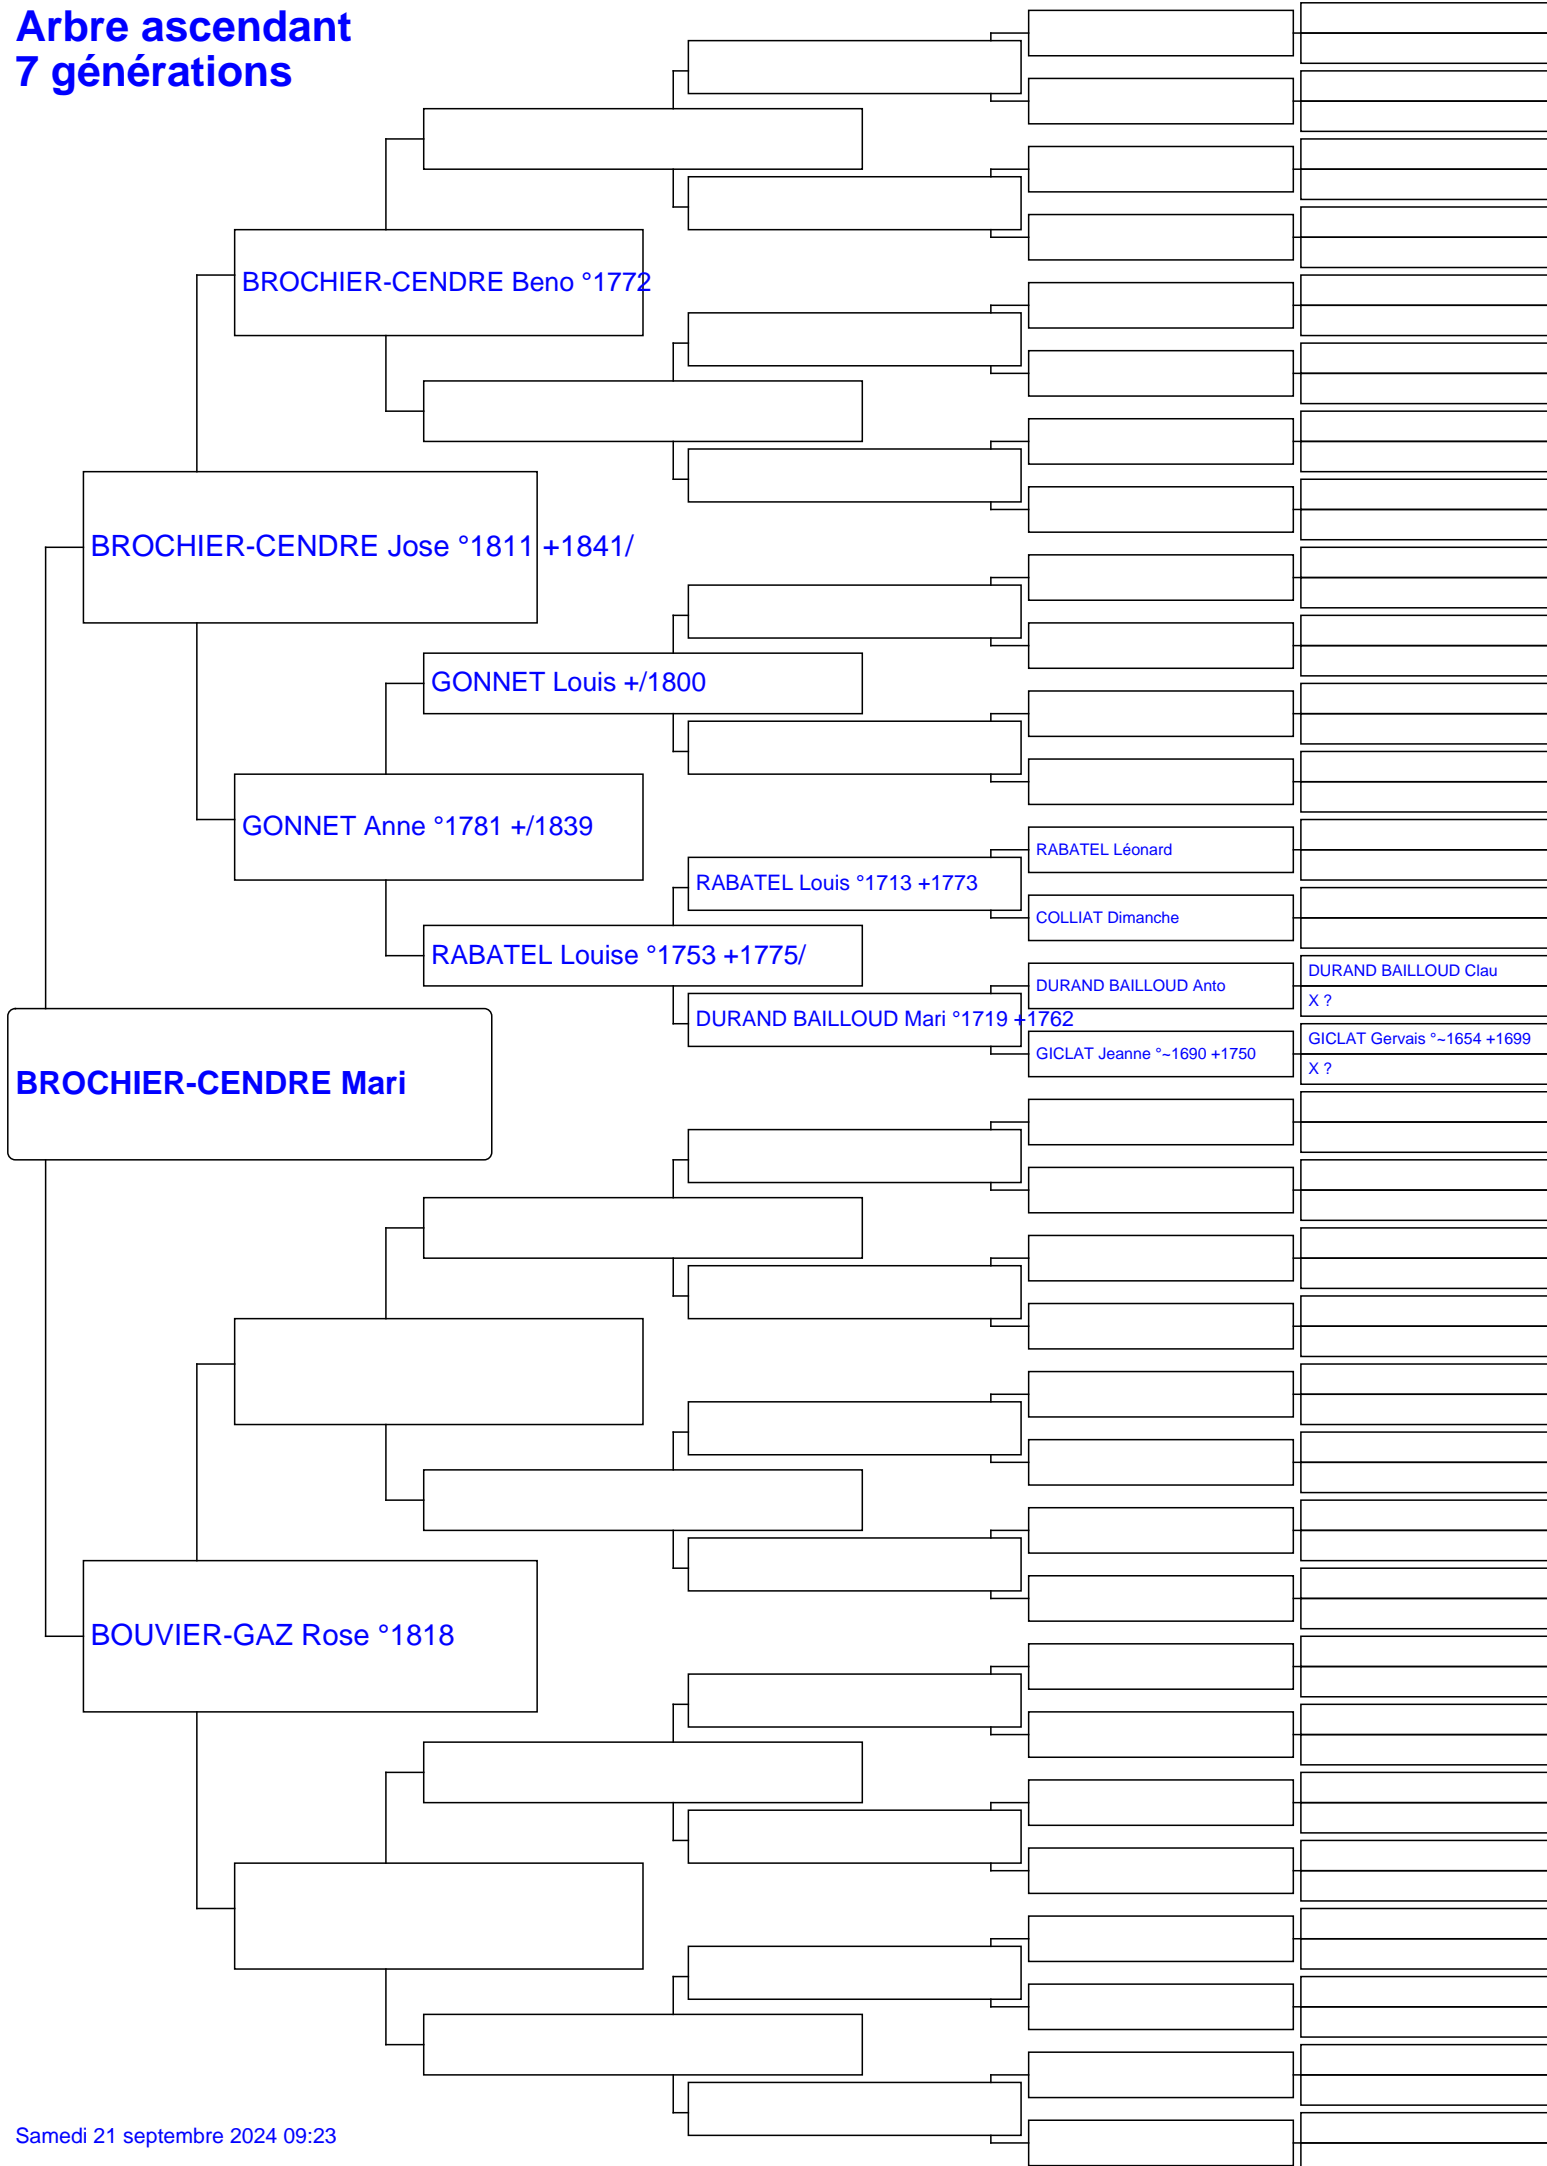 Arbre ascendant
7 générations
BROCHIER-CENDRE Beno °1772
BROCHIER-CENDRE Jose °1811 +1841/
GONNET Louis +/1800
GONNET Anne °1781 +/1839
RABATEL Léonard
RABATEL Louis °1713 +1773
COLLIAT Dimanche
RABATEL Louise °1753 +1775/
DURAND BAILLOUD Clau
DURAND BAILLOUD Anto
X ?
DURAND BAILLOUD Mari °1719 +1762
GICLAT Gervais °~1654 +1699
GICLAT Jeanne °~1690 +1750
X ?
BROCHIER-CENDRE Mari
BOUVIER-GAZ Rose °1818
Samedi 21 septembre 2024 09:23